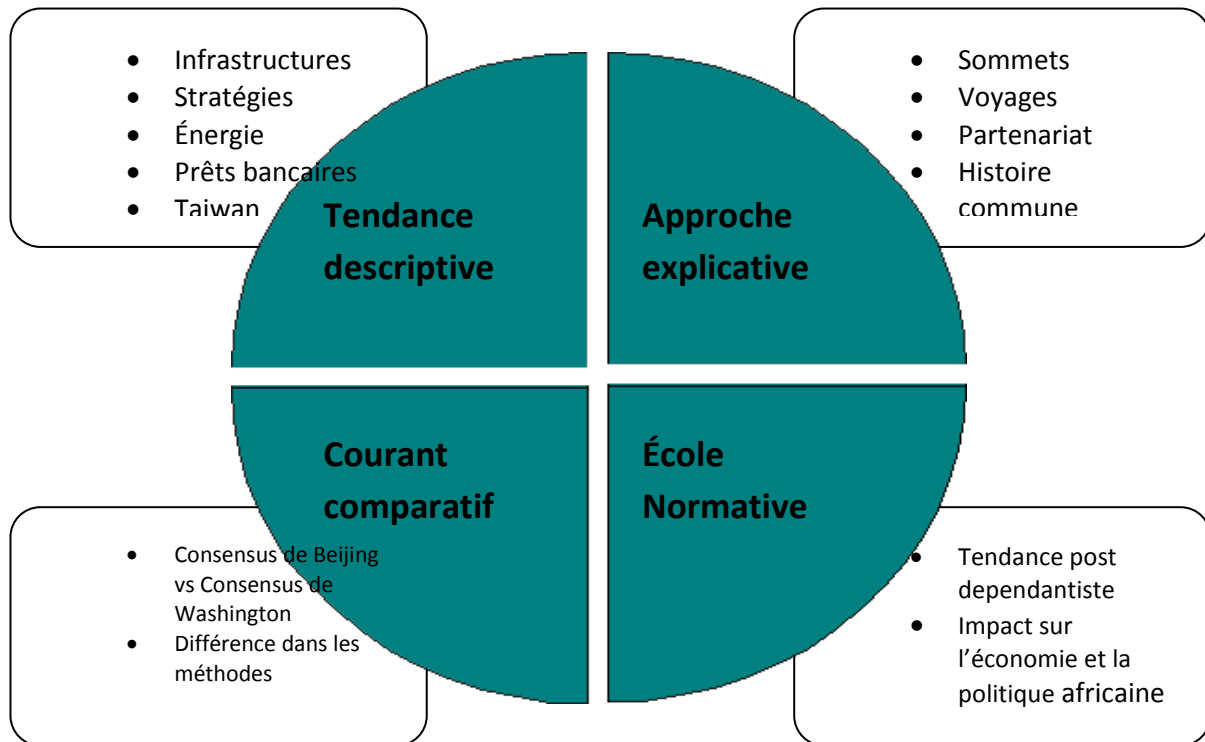 • Infrastructures
• Stratégies
• Énergie
• Prêts bancaires
• Taiwan
Tendance
descriptive
• Sommets
• Voyages
• Partenariat
• Histoire
commune
Approche
explicative
Courant
comparatif
• Consensus de Beijing
vs Consensus de
Washington
• Différence dans les
méthodes
École
Normative
• Tendance post
dependantiste
• Impact sur
l’économie et la
politique africaine